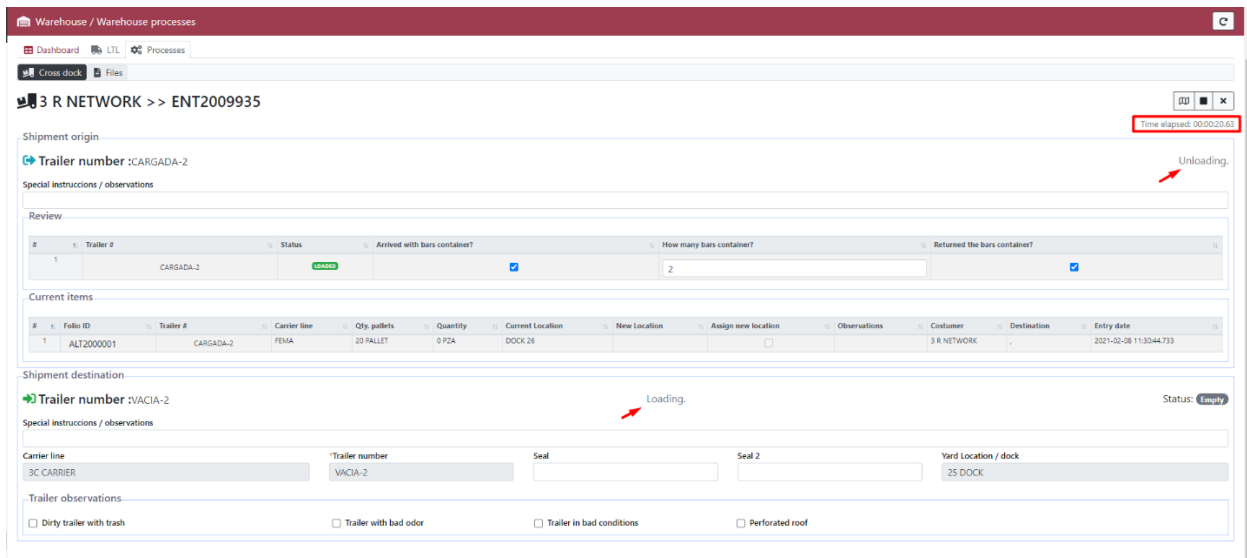 Warehouse / Warehouse processes
Dashboard LTL Processes
Cross dock Files
3 R NETWORK >> ENT2009935
Time elapsed: 00:00:20.63
Shipment origin
Trailer number :CARGADA-2 Unloading.
Special instruccions / observations
Review
# Trailer # Status Arrived with bars container? How many bars container? Returned the bars container?
1 CARGADA-2 LOADED 2
Current items
# Folio ID Trailer # Carrier line Qty. pallets Quantity Current Location New Location Assign new location Observations Costumer Destination Entry date
1 ALT2000001 CARGADA-2 FEMA 20 PALLET 0 PZA DOCK 26 3 R NETWORK , 2021-02-08 11:30:44.733
Shipment destination
Trailer number :VACIA-2 Loading. Status: Empty
Special instruccions / observations
Carrier line *Trailer number Seal Seal 2 Yard Location / dock
3C CARRIER VACIA-2 25 DOCK
Trailer observations
Dirty trailer with trash Trailer with bad odor Trailer in bad conditions Perforated roof